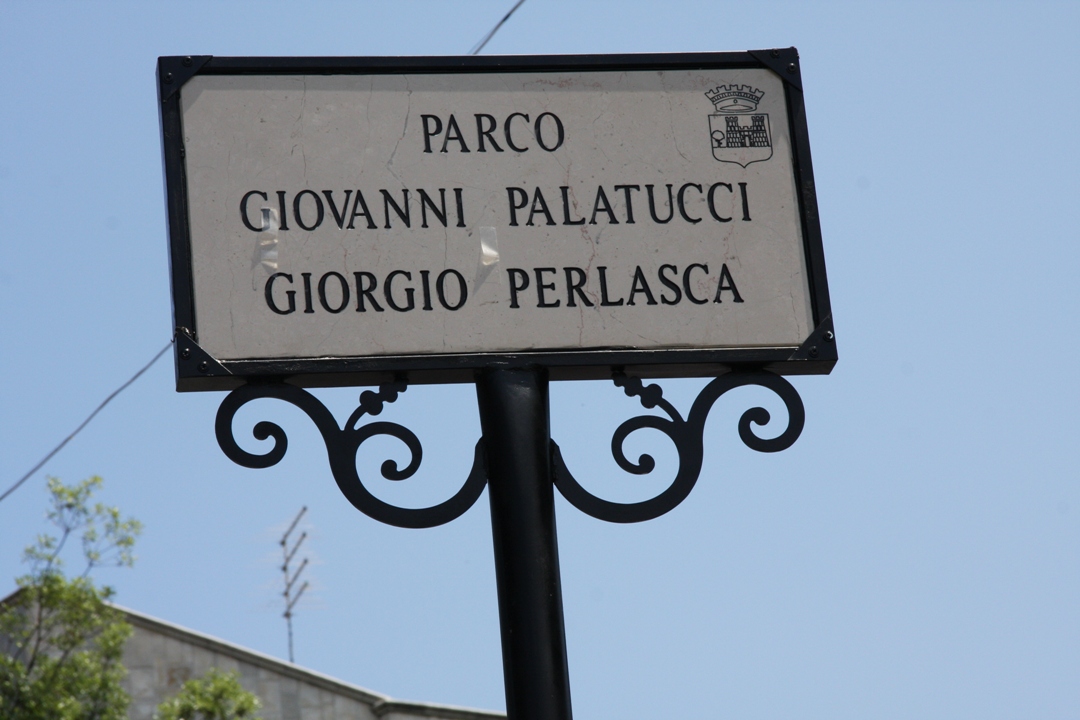 PARCO
GIOVANNI PALATUCCI
GIORGIO PERLASCA